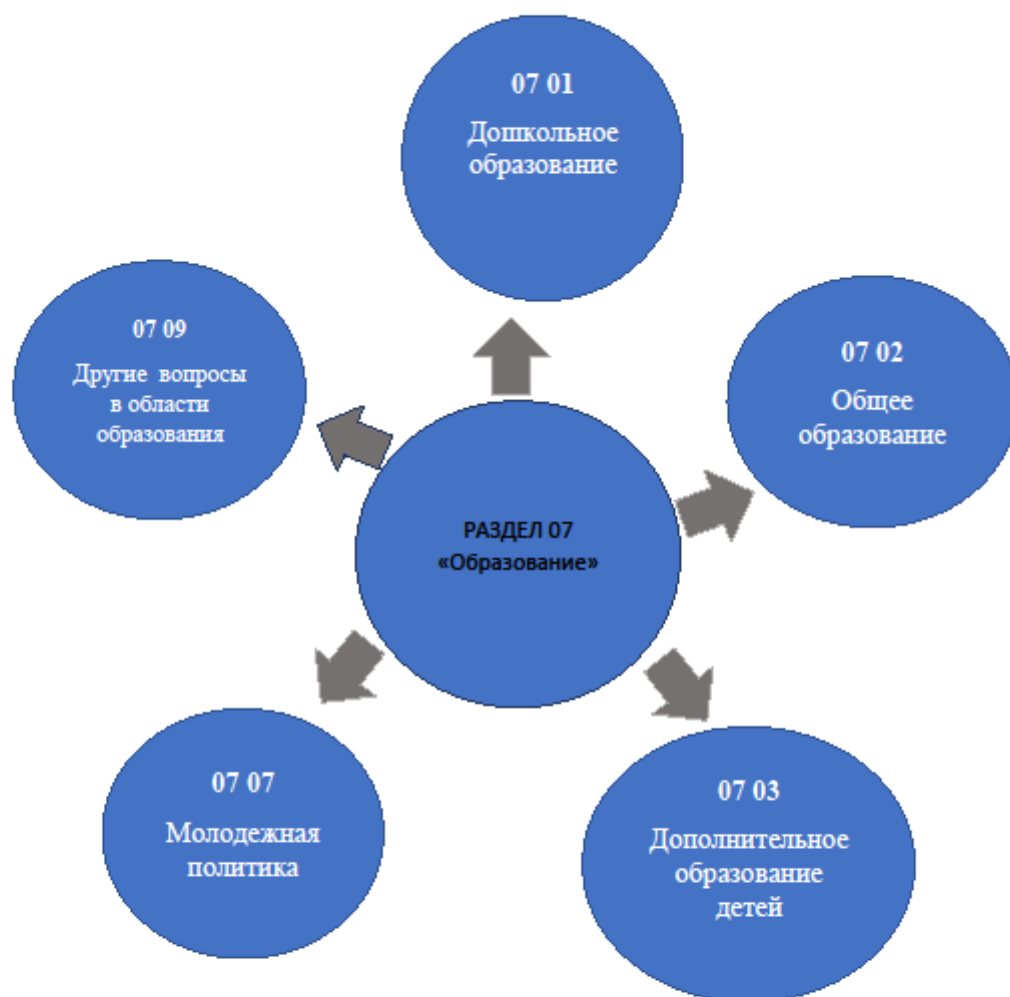 07 01
Дошкольное
образование
07 09
Другие вопросы
в области
образования
07 02
Общее
образование
РАЗДЕЛ 07
«Образование»
07 07
Молодежная
политика
07 03
Дополнительное
образование
детей